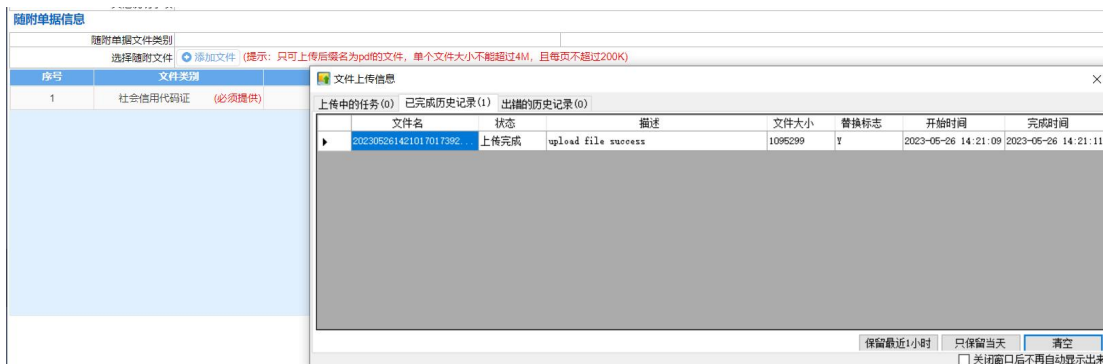 随附单据信息
随附单据文件类别
选择随附文件 添加文件 (提示：只可上传后缀名为pdf的文件，单个文件大小不能超过4M，且每页不超过200K)
序号 文件类别
1 社会信用代码证 (必须提供)
文件上传信息
上传中的任务(0) 已完成历史记录(1) 出错的历史记录(0)
文件名 状态 描述 文件大小 替换标志 开始时间 完成时间
202305261421017017392... 上传完成 upload file success 1095299 Y 2023-05-26 14:21:09 2023-05-26 14:21:11
保留最近1小时 只保留当天 清空
关闭窗口后不再自动显示出来